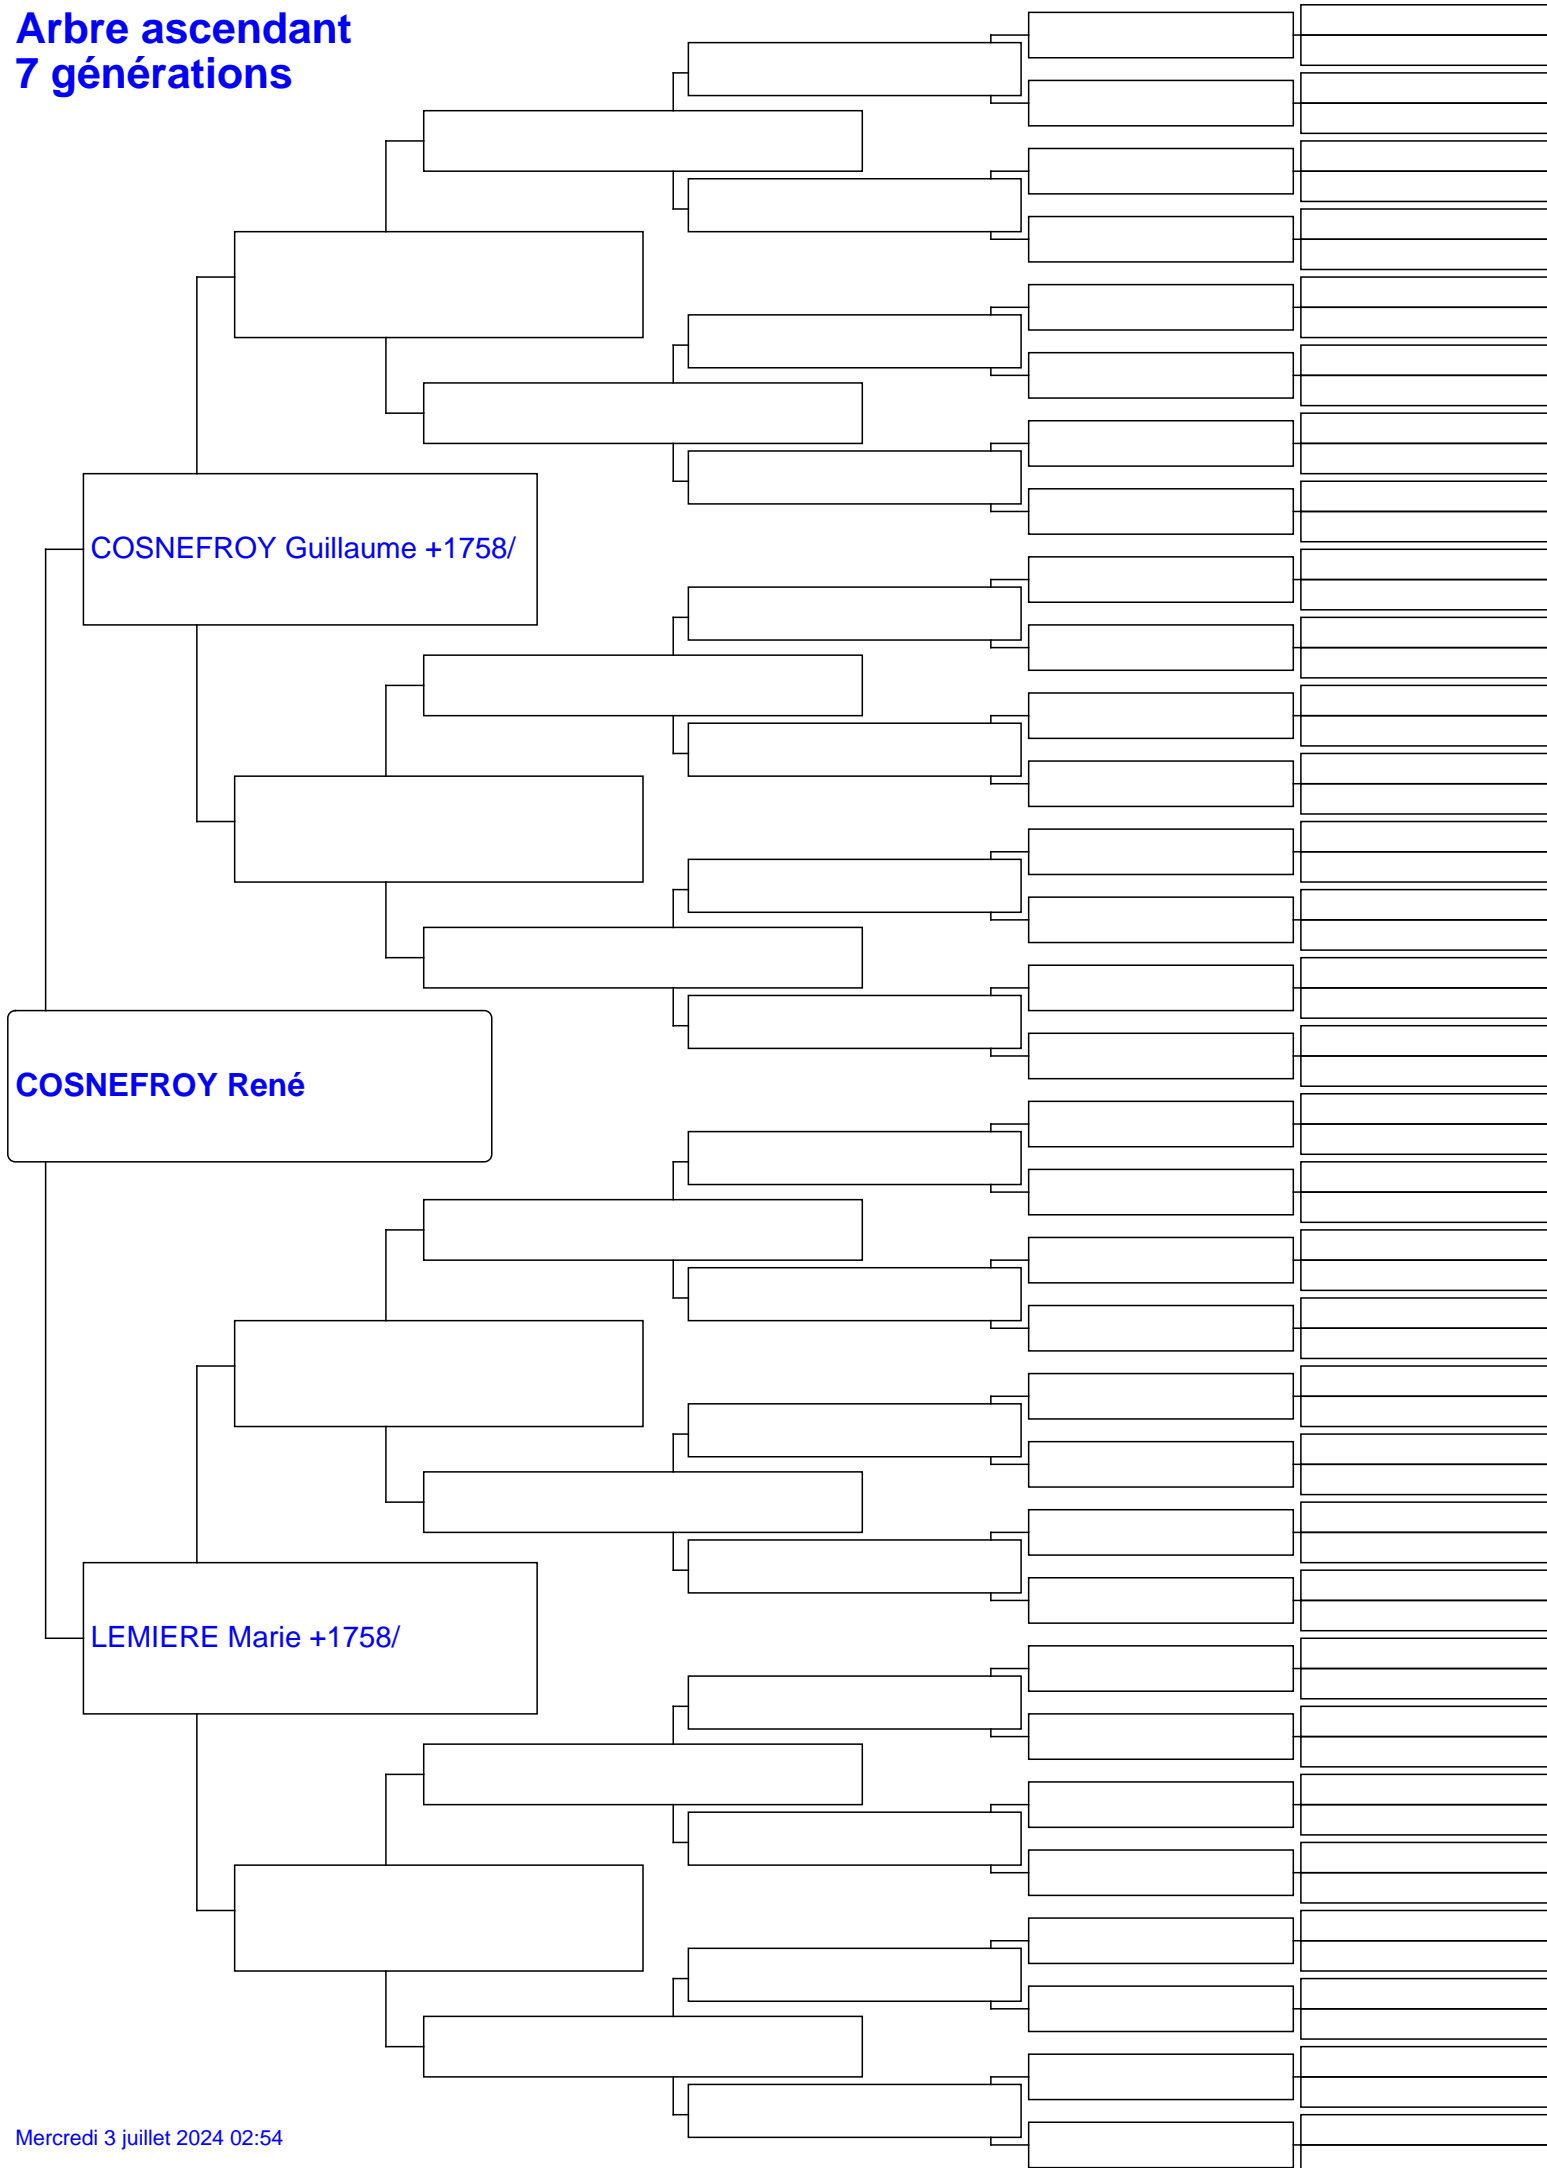 Arbre ascendant
7 générations
COSNEFROY Guillaume +1758/
COSNEFROY René
LEMIERE Marie +1758/
Mercredi 3 juillet 2024 02:54